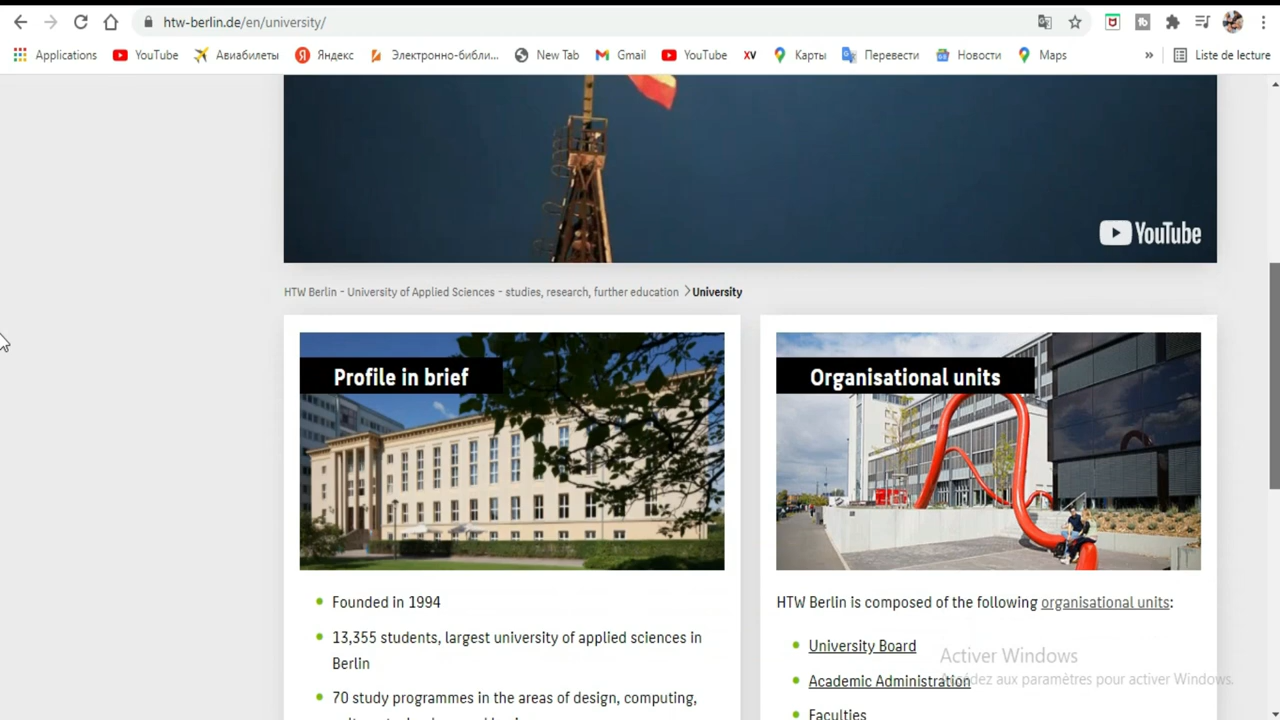 htw-berlin.de/en/university/
Applications YouTube Авиабилеты Яндекс Электронно-библи... New Tab Gmail YouTube XV Карты Перевести Новости Maps » Liste de lecture
YouTube
HTW Berlin - University of Applied Sciences - studies, research, further education University
Profile in brief
Founded in 1994
13,355 students, largest university of applied sciences in
Berlin
70 study programmes in the areas of design, computing,
Organisational units
HTW Berlin is composed of the following organisational units:
University Board
Academic Administration
Faculties
Activer Windows
Accédez aux paramètres pour activer Windows.